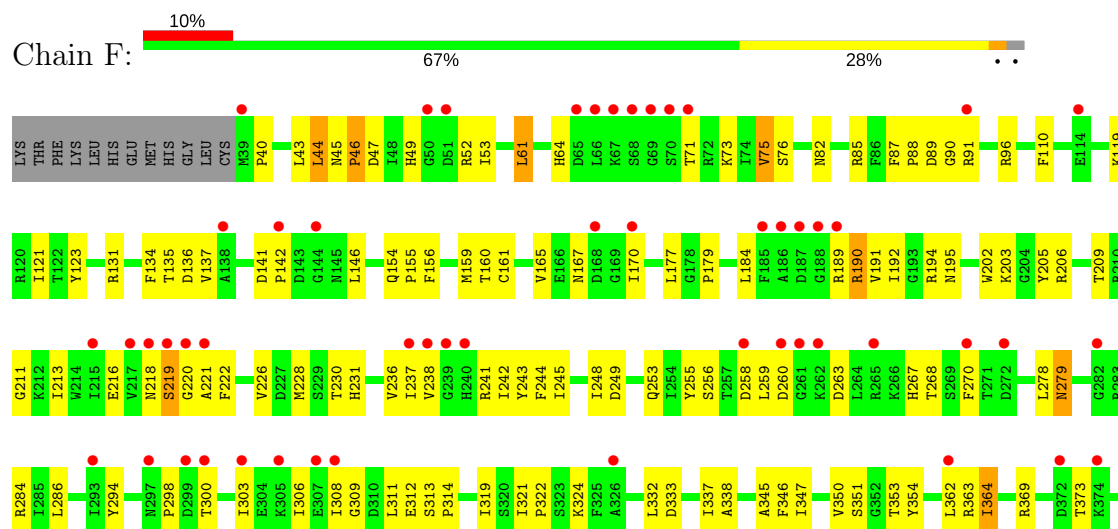 Chain F:
10%
67%
28%
LYS THR PHE LYS LEU HIS GLU MET HIS GLY LEU CYS M39 P40 L43 L44 N45 P46 D47 I48 H49 G50 D51 R52 I53 L61 H64 D65 L66 K67 S68 G69 S70 T71 R72 K73 I74 V75 S76 N82 R85 F86 F87 P88 D89 G90 R91 R96 F110 E114 K119
R120 I121 T122 Y123 R131 F134 T135 D136 V137 A138 D141 P142 D143 G144 N145 L146 Q154 P155 F156 M159 T160 C161 V165 E166 N167 D168 G169 I170 L177 G178 P179 L184 F185 A186 D187 G188 R189 R190 V191 I192 G193 R194 N195 W202 K203 G204 Y205 R206 T209
G211 K212 I213 W214 I215 E216 V217 N218 S219 G220 A221 F222 V226 D227 M228 S229 T230 H231 V236 I237 V238 G239 H240 R241 I242 Y243 F244 I245 I248 D249 Q253 I254 Y255 S256 T257 D258 L259 D260 G261 K262 D263 L264 R265 K266 H267 T268 S269 F270 T271 D272 L278 N279 G282
R284 I285 L286 I293 Y294 N297 P298 D299 T300 I303 E304 K305 I306 E307 I308 G309 D310 L311 E312 S313 P314 I319 S320 I321 P322 S323 K324 F325 A326 L332 D333 I337 A338 A345 F346 I347 V350 S351 G352 T353 Y354 L362 R363 I364 R369 D372 T373 K374